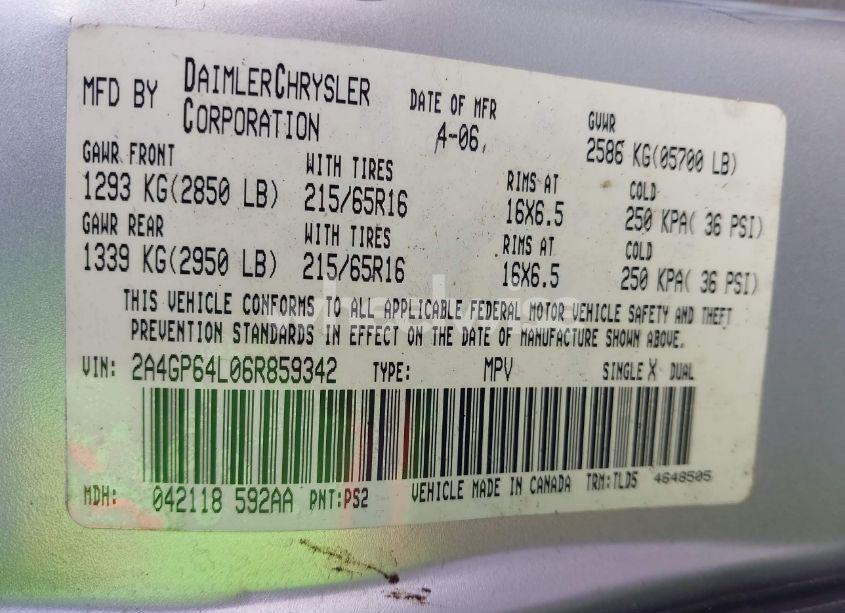 MFD BY DAIMLERCHRYSLER CORPORATION DATE OF MFR 4-06, GVWR 2586 KG(05700 LB)
GAWR FRONT WITH TIRES RIMS AT COLD
1293 KG(2850 LB) 215/65R16 16X6.5 250 KPA( 36 PSI)
GAWR REAR WITH TIRES RIMS AT COLD
1339 KG(2950 LB) 215/65R16 16X6.5 250 KPA( 36 PSI)
THIS VEHICLE CONFORMS TO ALL APPLICABLE FEDERAL MOTOR VEHICLE SAFETY AND THEFT
PREVENTION STANDARDS IN EFFECT ON THE DATE OF MANUFACTURE SHOWN ABOVE.
VIN: 2A4GP64L06R859342 TYPE: MPV SINGLE X DUAL
MDH: 042118 592AA PNT:PS2 VEHICLE MADE IN CANADA TRM:TLD5 4648505